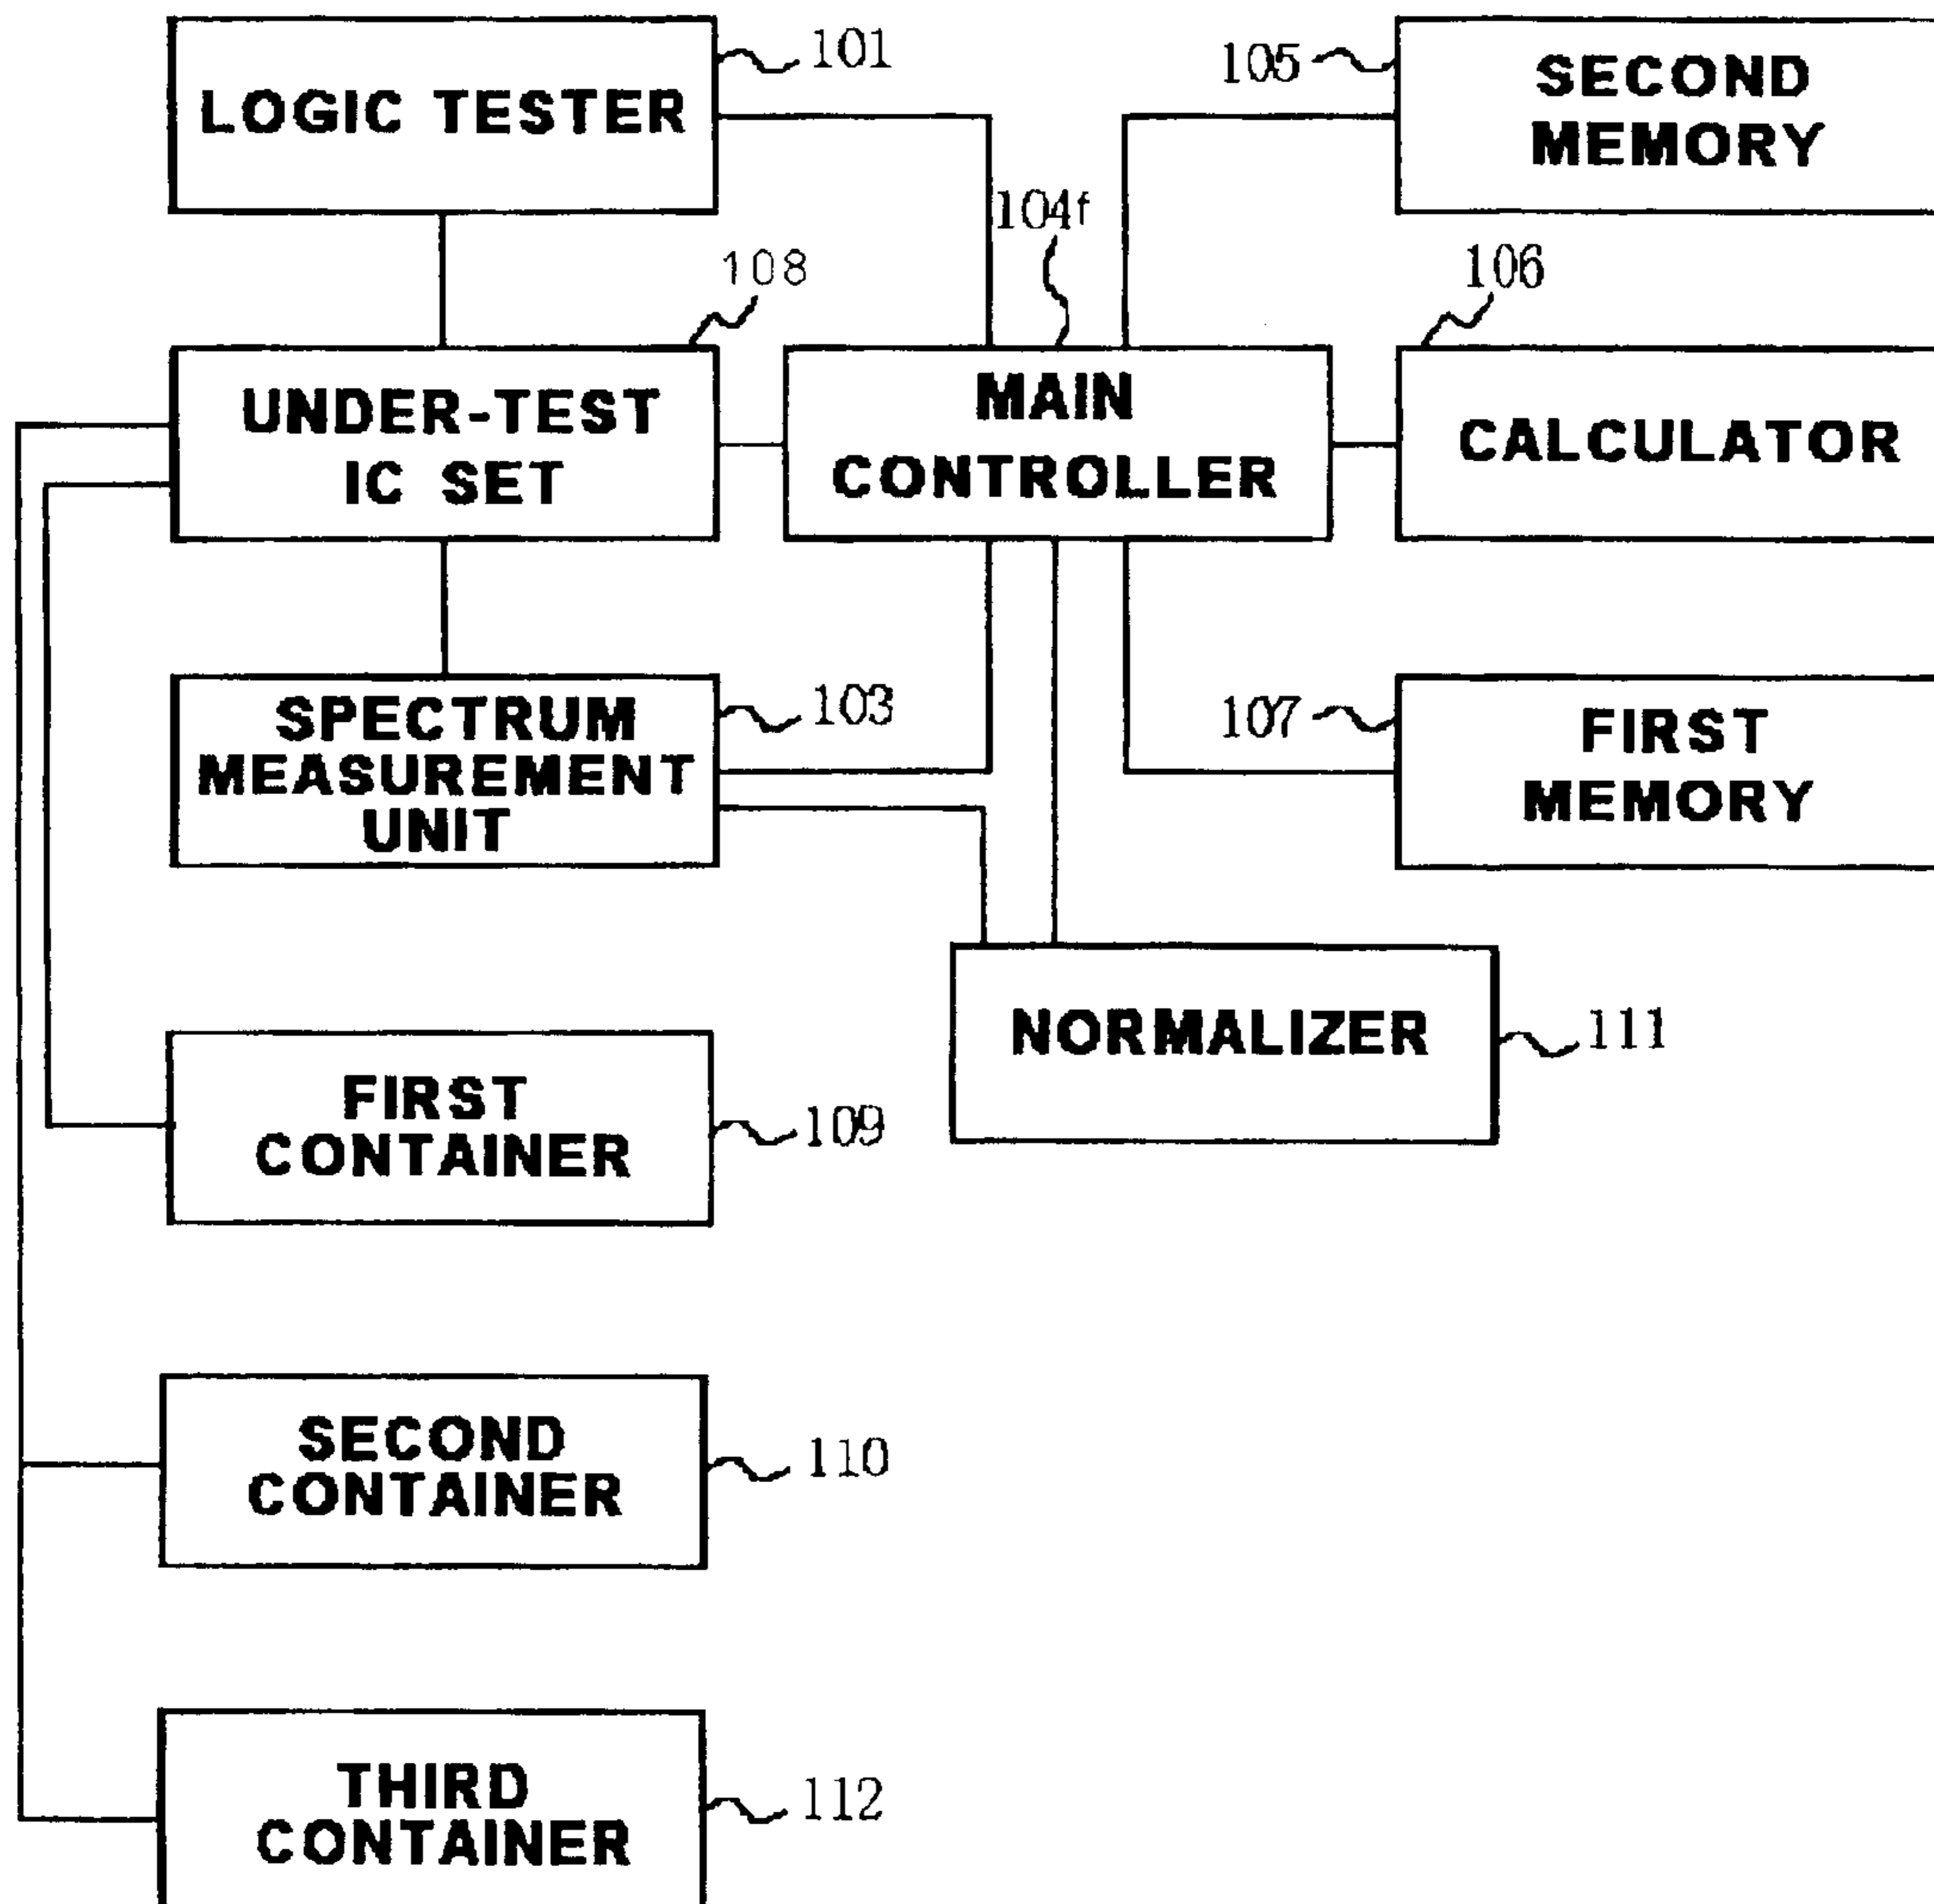 101
LOGIC TESTER
105
SECOND
MEMORY
104f
108
106
UNDER-TEST
IC SET
MAIN
CONTROLLER
CALCULATOR
SPECTRUM
MEASUREMENT
UNIT
103
107
FIRST
MEMORY
NORMALIZER
111
FIRST
CONTAINER
109
SECOND
CONTAINER
110
THIRD
CONTAINER
112